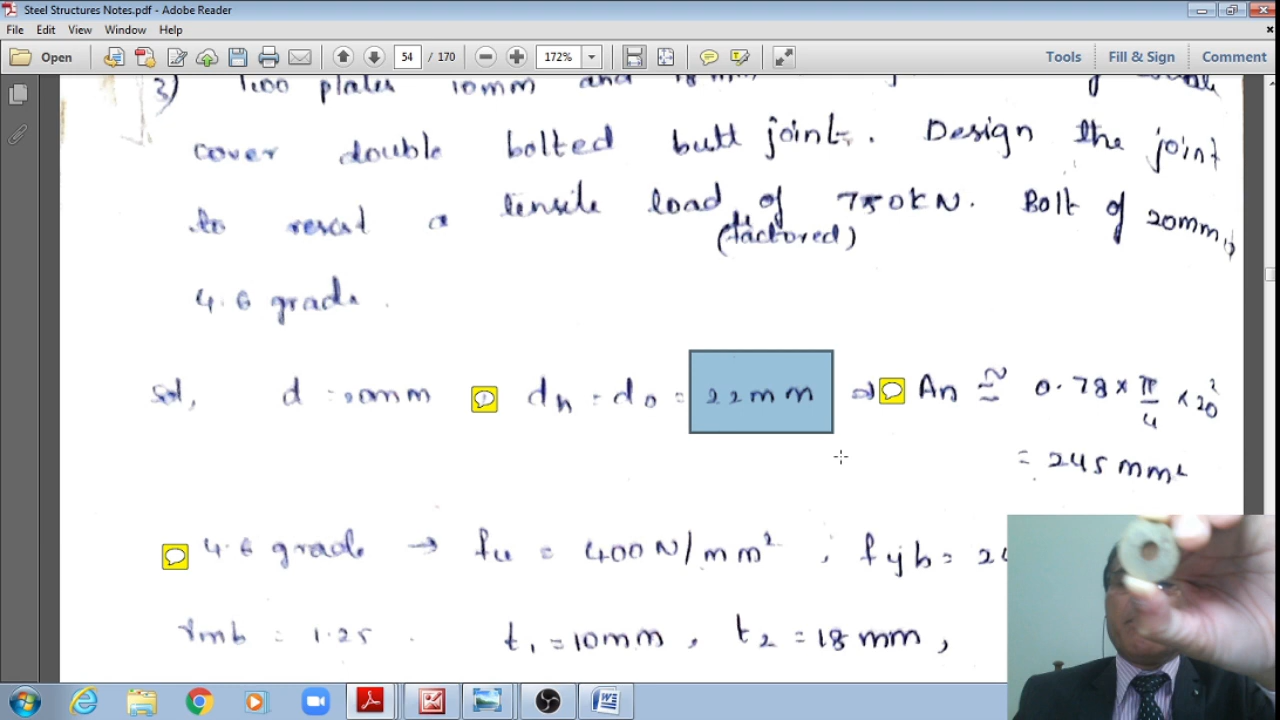 Steel Structures Notes.pdf - Adobe Reader
File Edit View Window Help
Open 54 / 170 172% Tools Fill & Sign Comment
3) Two plates 10mm and 18mm
cover double bolted butt joint. Design the joint
to resist a tensile load of 750kN. Bolt of 20mm,
(factored)
4.6 grade.
sol, d = 20mm dh = d0 = 22mm ⇒ An ≅ 0.78 × π/4 × 20²
= 245 mm²
4.6 grade → fu = 400 N/mm² ; fyb = 24
γmb = 1.25 . t1 = 10mm , t2 = 18 mm ,